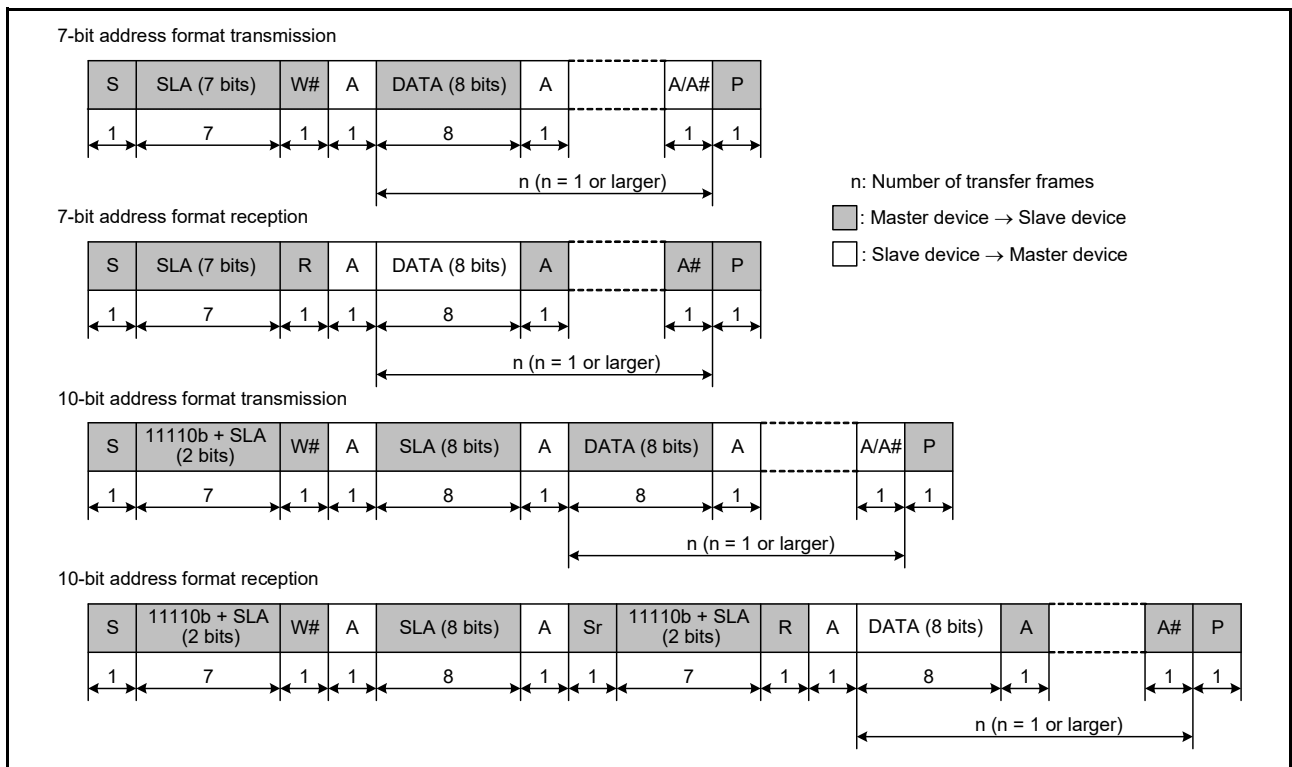 7-bit address format transmission
S SLA (7 bits) W# A DATA (8 bits) A A/A# P
1 7 1 1 8 1 1 1
n (n = 1 or larger)
n: Number of transfer frames
: Master device → Slave device
: Slave device → Master device
7-bit address format reception
S SLA (7 bits) R A DATA (8 bits) A A# P
1 7 1 1 8 1 1 1
n (n = 1 or larger)
10-bit address format transmission
S 11110b + SLA (2 bits) W# A SLA (8 bits) A DATA (8 bits) A A/A# P
1 7 1 1 8 1 8 1 1 1
n (n = 1 or larger)
10-bit address format reception
S 11110b + SLA (2 bits) W# A SLA (8 bits) A Sr 11110b + SLA (2 bits) R A DATA (8 bits) A A# P
1 7 1 1 8 1 1 7 1 1 8 1 1 1
n (n = 1 or larger)